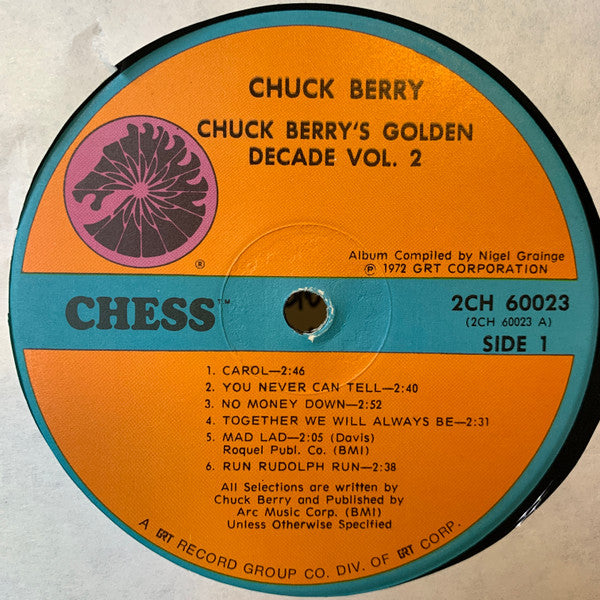 CHUCK BERRY
CHUCK BERRY'S GOLDEN
DECADE VOL. 2
®
Album Compiled by Nigel Grainge
℗ 1972 GRT CORPORATION
CHESS™
2CH 60023
(2CH 60023 A)
SIDE 1
1. CAROL—2:46
2. YOU NEVER CAN TELL—2:40
3. NO MONEY DOWN—2:52
4. TOGETHER WE WILL ALWAYS BE—2:31
5. MAD LAD—2:05 (Davis)
Roquel Publ. Co. (BMI)
6. RUN RUDOLPH RUN—2:38
All Selections are written by
Chuck Berry and Published by
Arc Music Corp. (BMI)
Unless Otherwise Specified
A GRT RECORD GROUP CO. DIV. OF GRT CORP.